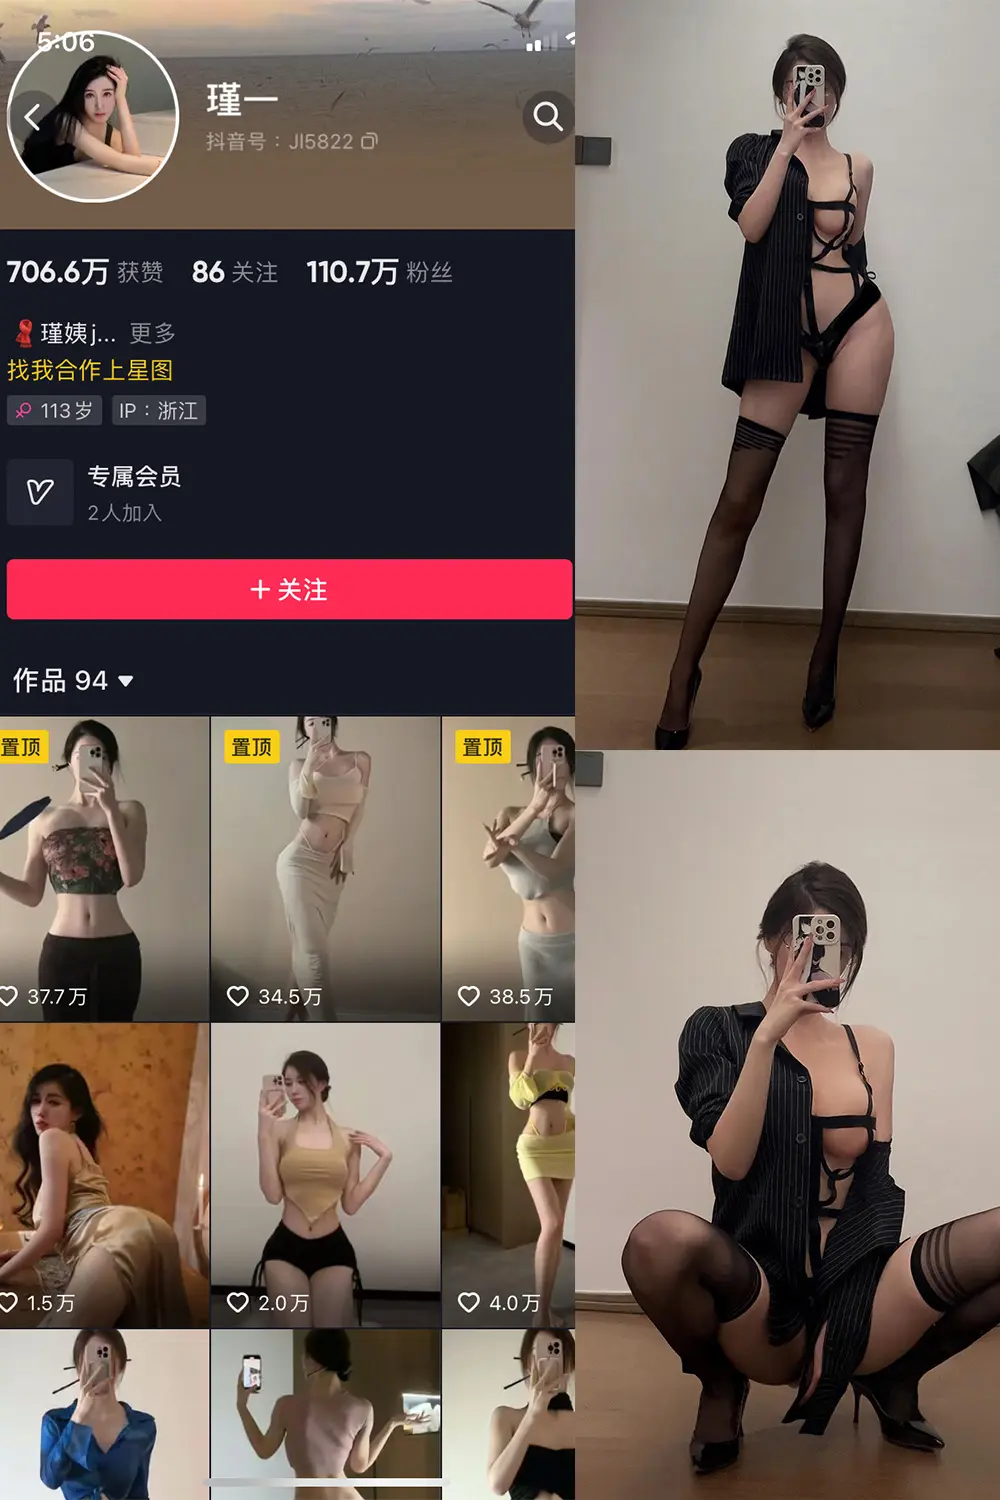 5:06
瑾一
抖音号：JI5822
706.6万 获赞 86 关注 110.7万 粉丝
瑾姨j... 更多
找我合作上星图
113岁 IP：浙江
专属会员
2人加入
+ 关注
作品 94
置顶 置顶 置顶
37.7万 34.5万 38.5万
1.5万 2.0万 4.0万